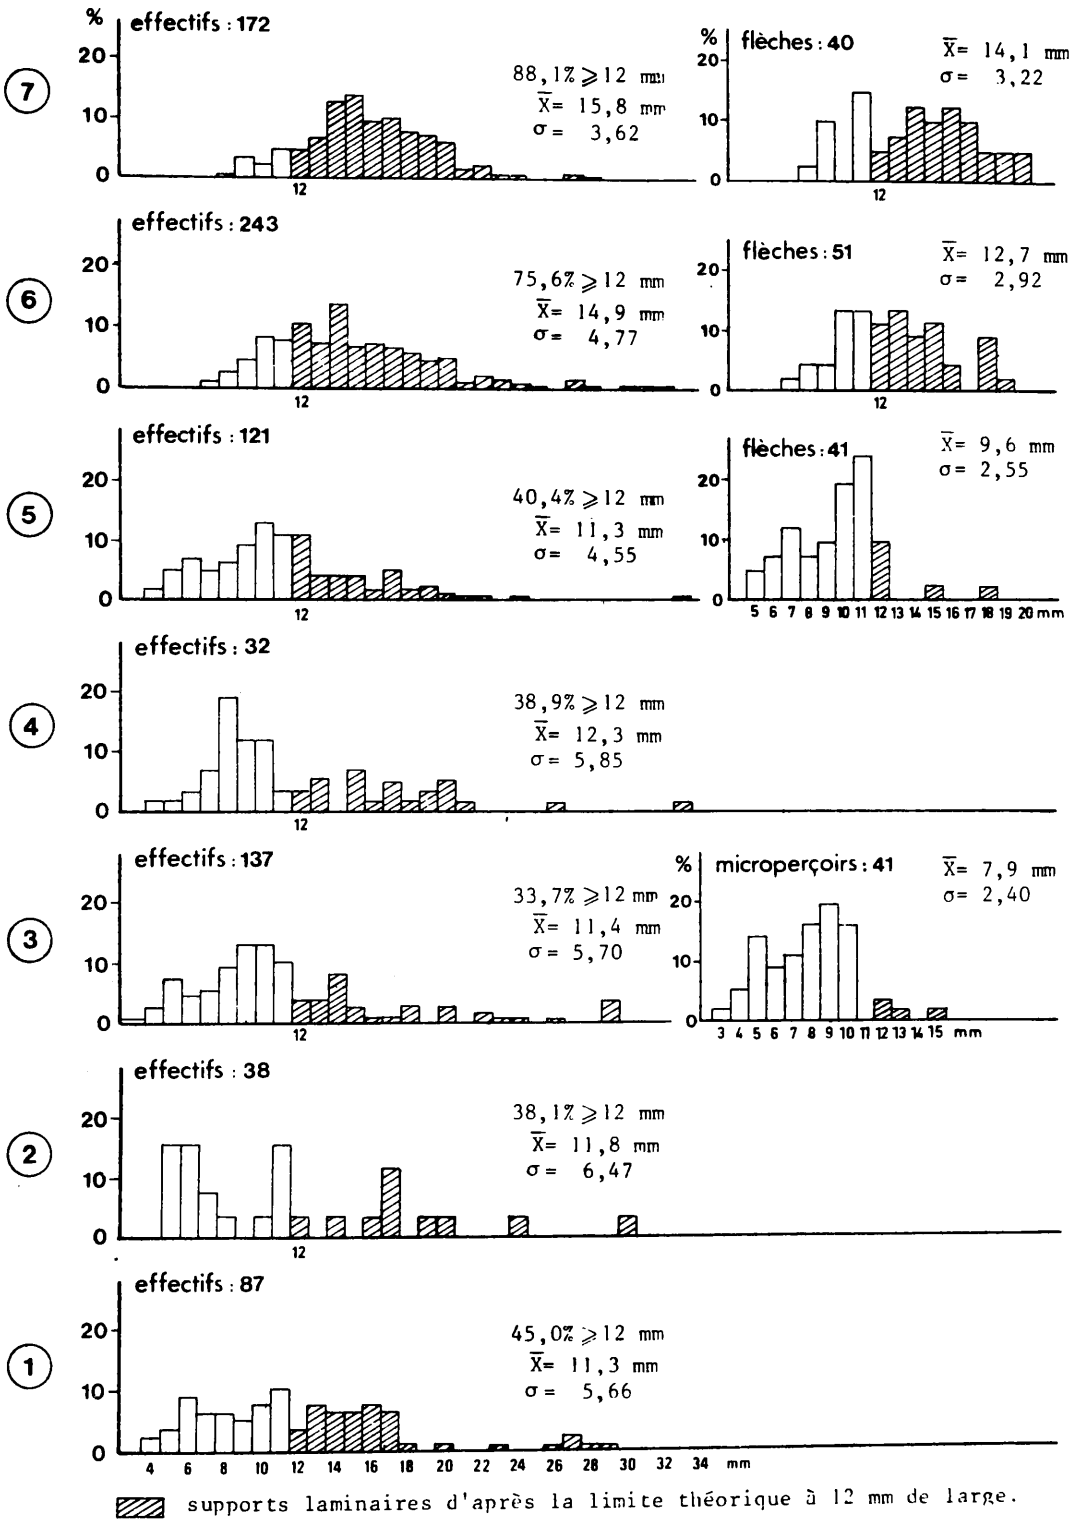 7
%
effectifs : 172
20
10
0
12
88,1% ⩾ 12 mm
X̅= 15,8 mm
σ= 3,62
%
flèches : 40
20
10
0
12
X̅= 14,1 mm
σ= 3,22
6
effectifs : 243
20
10
0
12
75,6% ⩾ 12 mm
X̅= 14,9 mm
σ= 4,77
flèches : 51
20
10
0
12
X̅= 12,7 mm
σ= 2,92
5
effectifs : 121
20
10
0
12
40,4% ⩾ 12 mm
X̅= 11,3 mm
σ= 4,55
flèches : 41
20
10
0
5 6 7 8 9 10 11 12 13 14 15 16 17 18 19 20 mm
X̅= 9,6 mm
σ= 2,55
4
effectifs : 32
20
10
0
12
38,9% ⩾ 12 mm
X̅= 12,3 mm
σ= 5,85
3
effectifs : 137
20
10
0
12
33,7% ⩾ 12 mm
X̅= 11,4 mm
σ= 5,70
%
microperçoirs : 41
20
10
0
3 4 5 6 7 8 9 10 11 12 13 14 15 mm
X̅= 7,9 mm
σ= 2,40
2
effectifs : 38
20
10
0
12
38,1% ⩾ 12 mm
X̅= 11,8 mm
σ= 6,47
1
effectifs : 87
20
10
0
45,0% ⩾ 12 mm
X̅= 11,3 mm
σ= 5,66
4 6 8 10 12 14 16 18 20 22 24 26 28 30 32 34 mm
supports laminaires d'après la limite théorique à 12 mm de large.